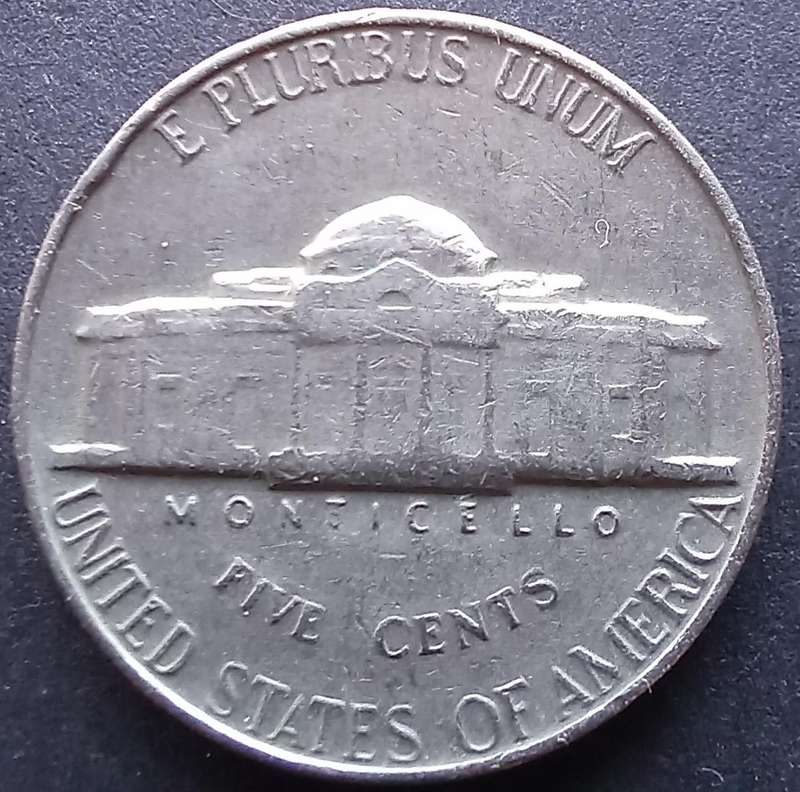 E PLURIBUS UNUM
MONTICELLO
FIVE CENTS
UNITED STATES OF AMERICA